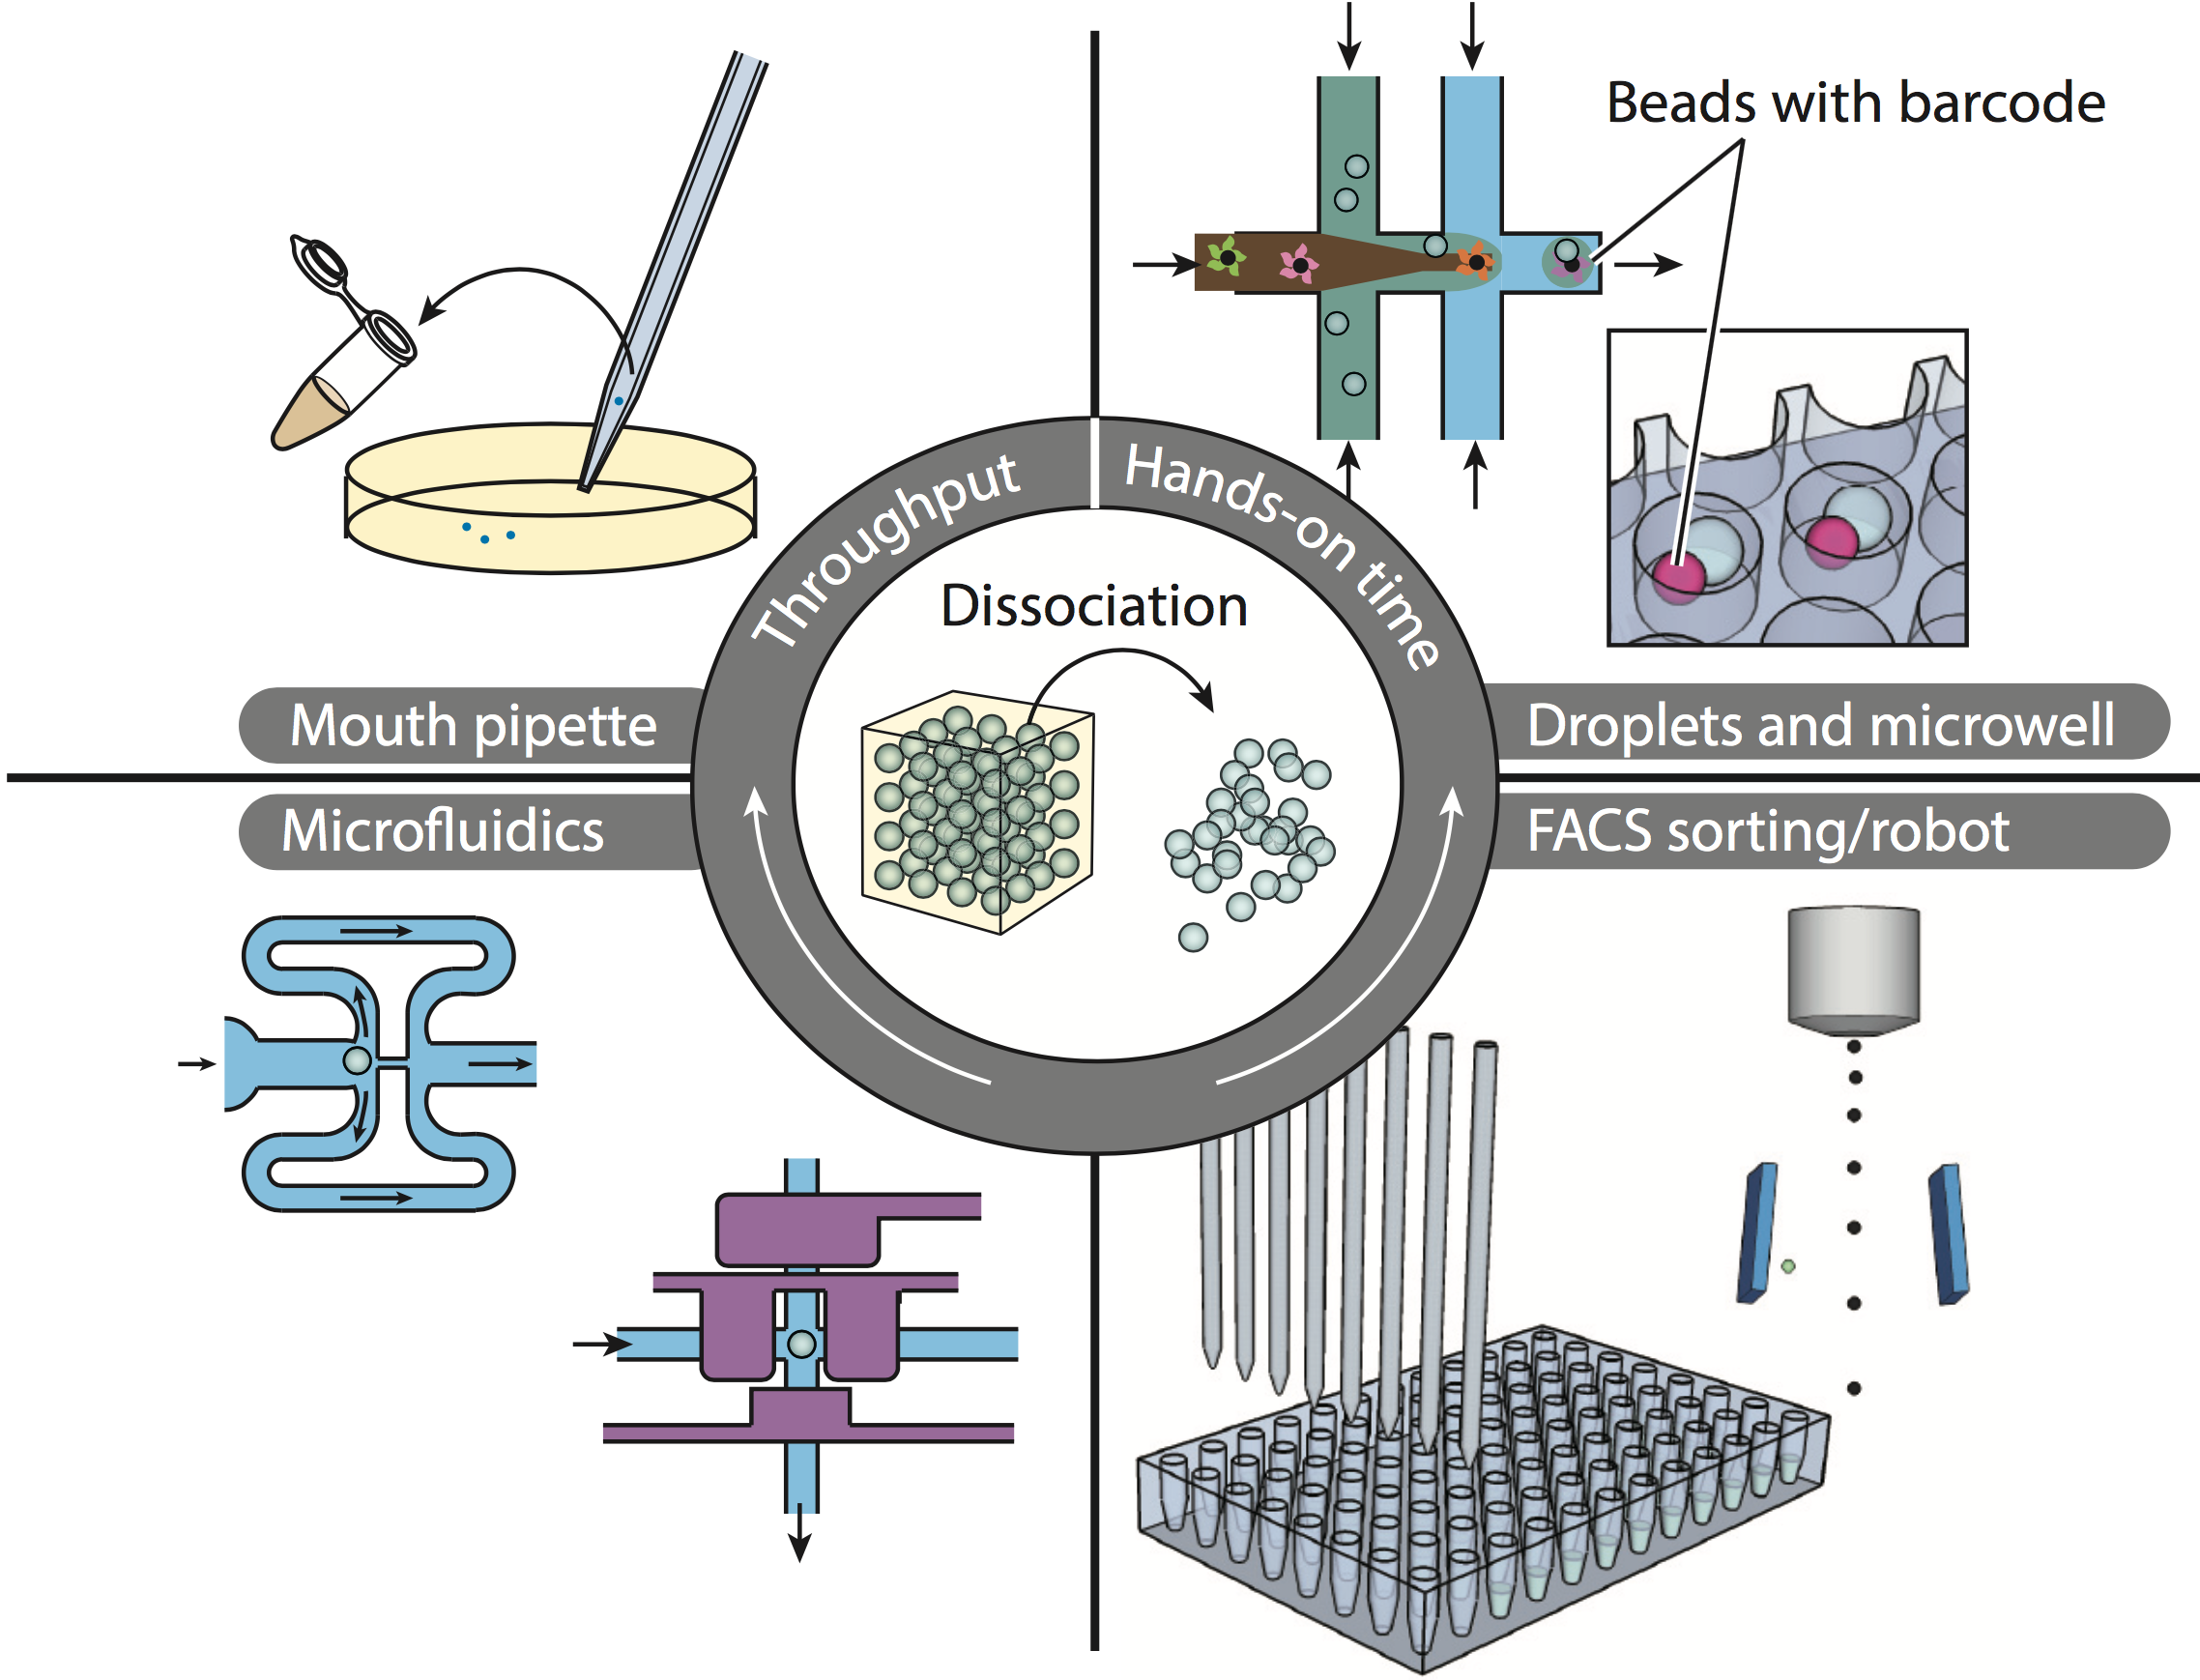 Beads with barcode
Throughput
Hands-on time
Dissociation
Mouth pipette
Droplets and microwell
Microfluidics
FACS sorting/robot